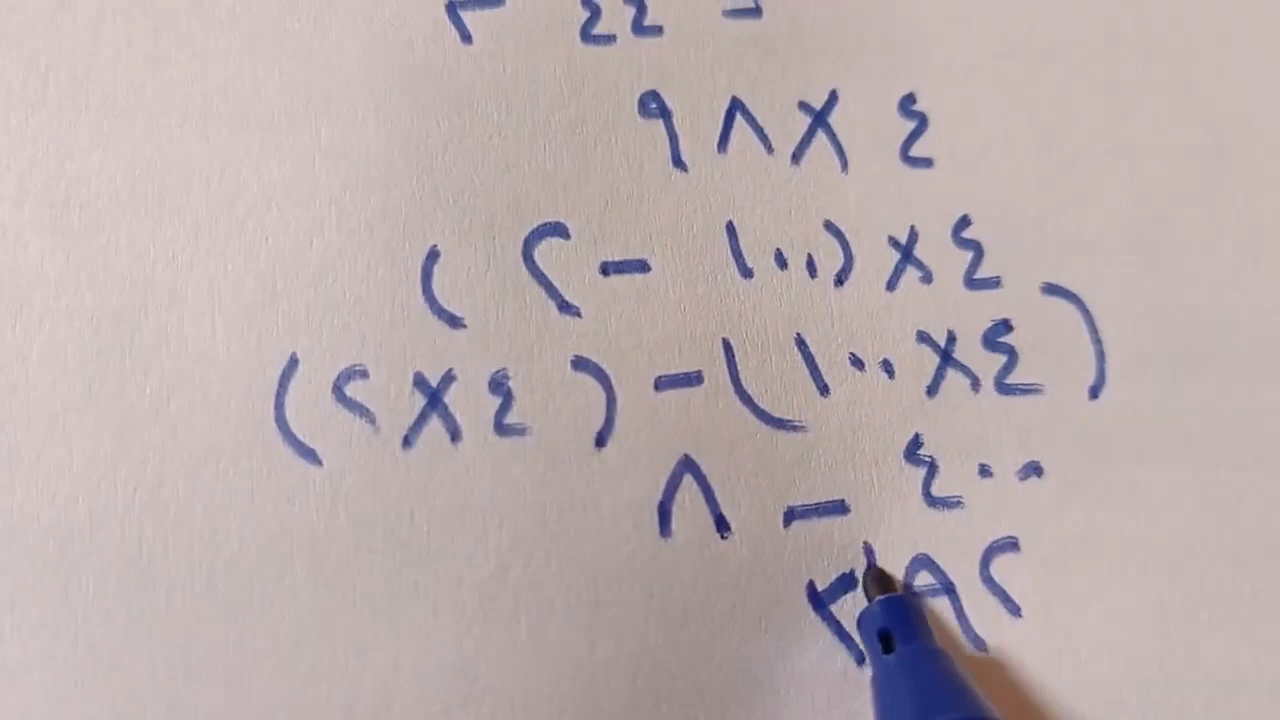 ٤ × ٩٨
٤ × (١٠٠ − ٢)
(٤ × ١٠٠) − (٤ × ٢)
٤٠٠ − ٨
٣٩٢